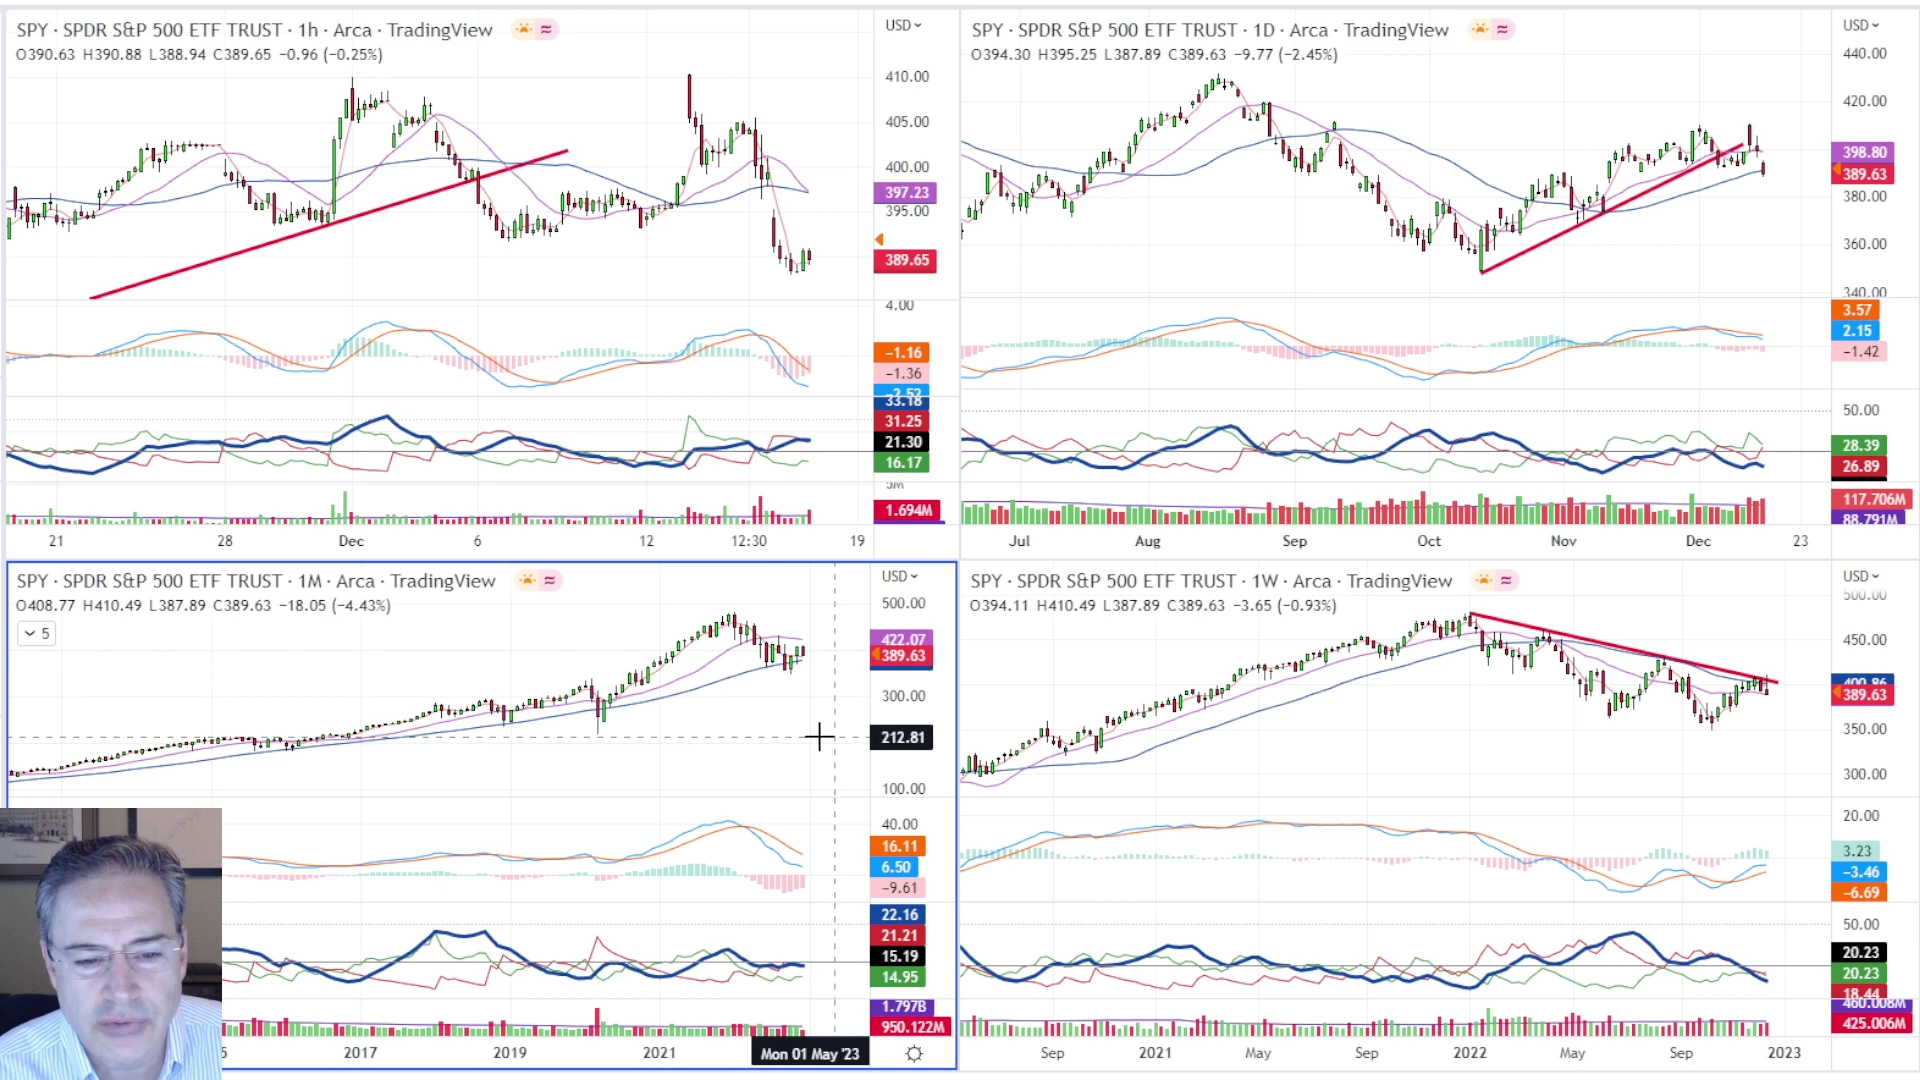 SPY · SPDR S&P 500 ETF TRUST · 1h · Arca · TradingView
O390.63 H390.88 L388.94 C389.65 −0.96 (−0.25%)
USD
410.00
405.00
400.00
397.23
395.00
389.65
4.00
−1.16
−1.36
−2.52
33.18
31.25
21.30
16.17
5M
1.694M
21 28 Dec 6 12 12:30 19
SPY · SPDR S&P 500 ETF TRUST · 1D · Arca · TradingView
O394.30 H395.25 L387.89 C389.63 −9.77 (−2.45%)
USD
440.00
420.00
398.80
389.63
380.00
360.00
340.00
3.57
2.15
−1.42
50.00
28.39
26.89
117.706M
88.791M
Jul Aug Sep Oct Nov Dec 23
SPY · SPDR S&P 500 ETF TRUST · 1M · Arca · TradingView
O408.77 H410.49 L387.89 C389.63 −18.05 (−4.43%)
5
USD
500.00
422.07
389.63
300.00
212.81
100.00
40.00
16.11
6.50
−9.61
22.16
21.21
15.19
14.95
1.797B
950.122M
5 2017 2019 2021 Mon 01 May '23
SPY · SPDR S&P 500 ETF TRUST · 1W · Arca · TradingView
O394.11 H410.49 L387.89 C389.63 −3.65 (−0.93%)
USD
500.00
450.00
400.86
389.63
350.00
300.00
20.00
3.23
−3.46
−6.69
50.00
20.23
20.23
18.44
460.008M
425.006M
Sep 2021 May Sep 2022 May Sep 2023